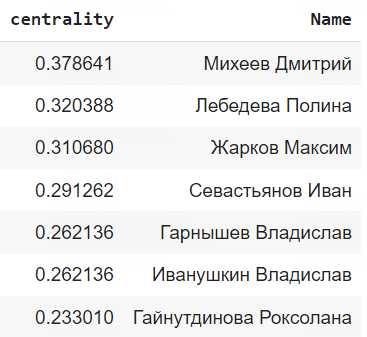 centrality Name
0.378641 Михеев Дмитрий
0.320388 Лебедева Полина
0.310680 Жарков Максим
0.291262 Севастьянов Иван
0.262136 Гарнышев Владислав
0.262136 Иванушкин Владислав
0.233010 Гайнутдинова Роксолана